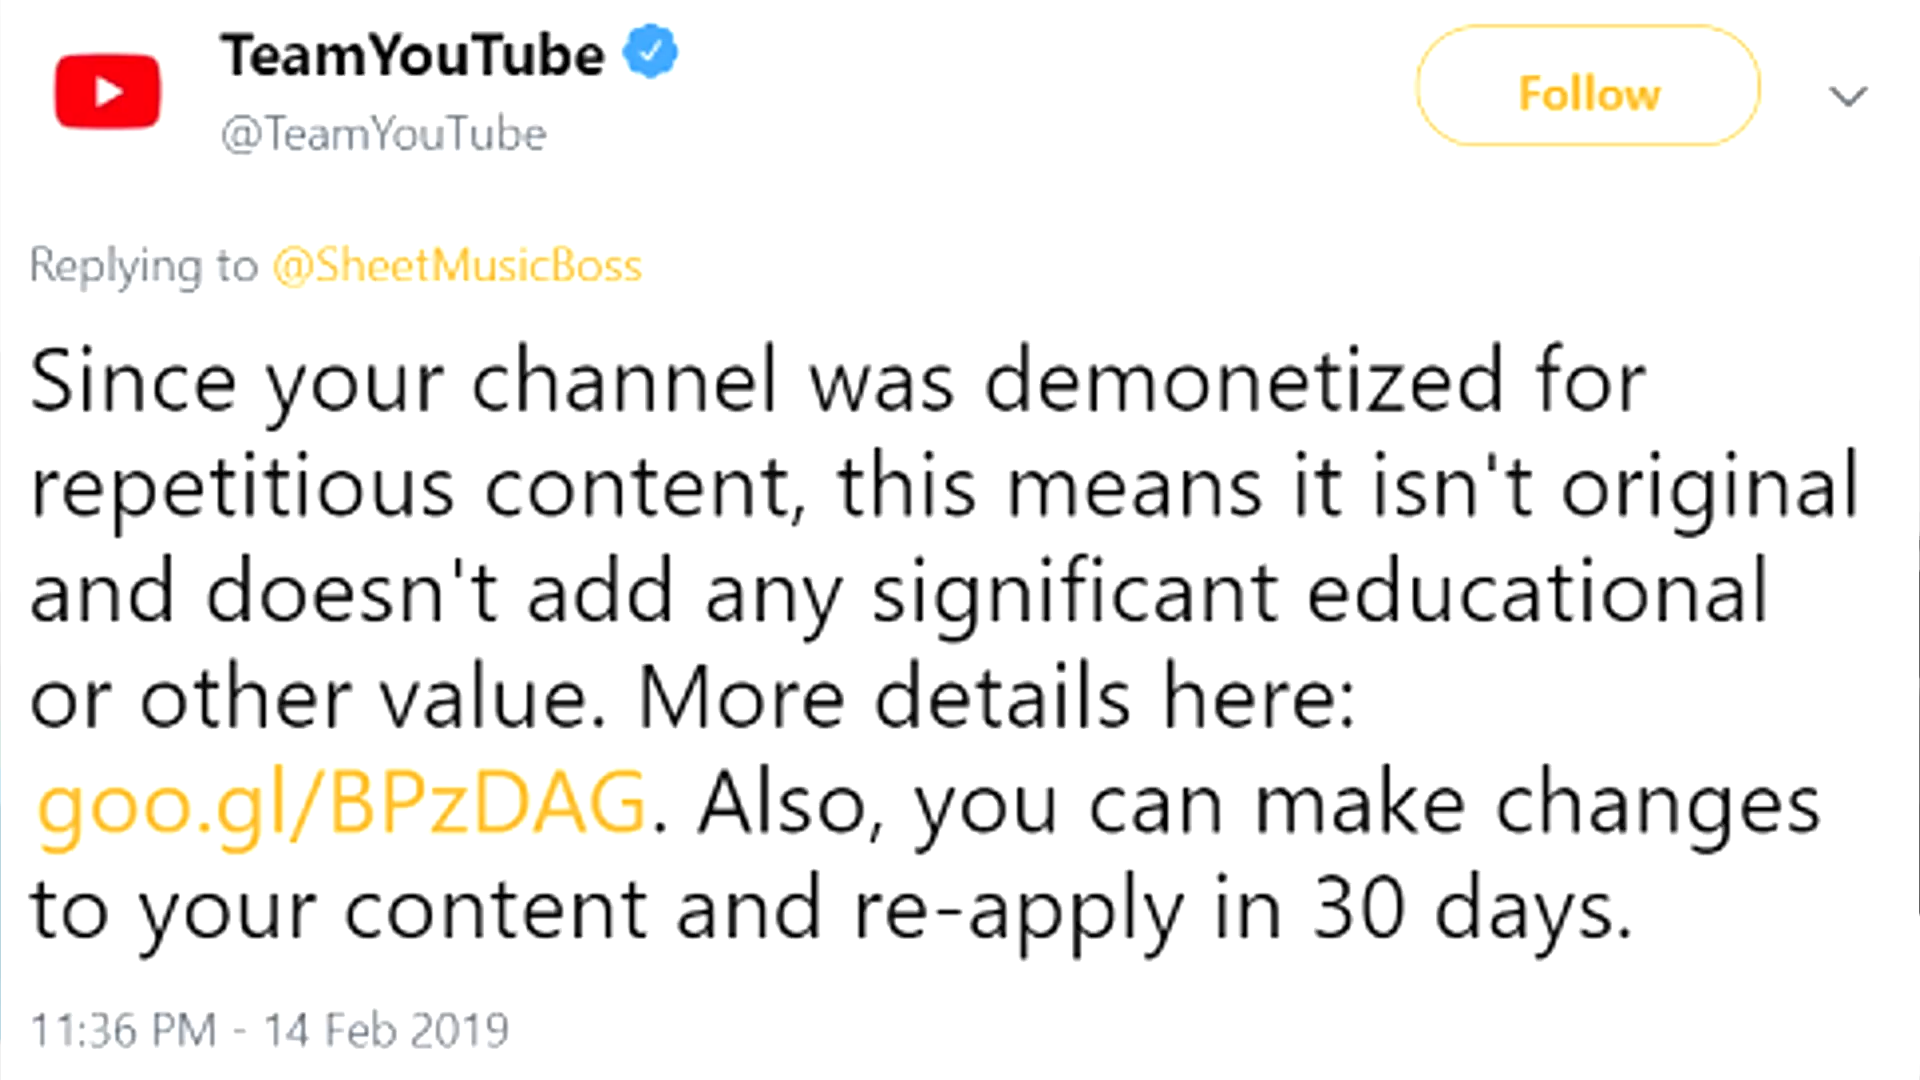 TeamYouTube
@TeamYouTube
Follow
Replying to @SheetMusicBoss
Since your channel was demonetized for
repetitious content, this means it isn't original
and doesn't add any significant educational
or other value. More details here:
goo.gl/BPzDAG. Also, you can make changes
to your content and re-apply in 30 days.
11:36 PM - 14 Feb 2019